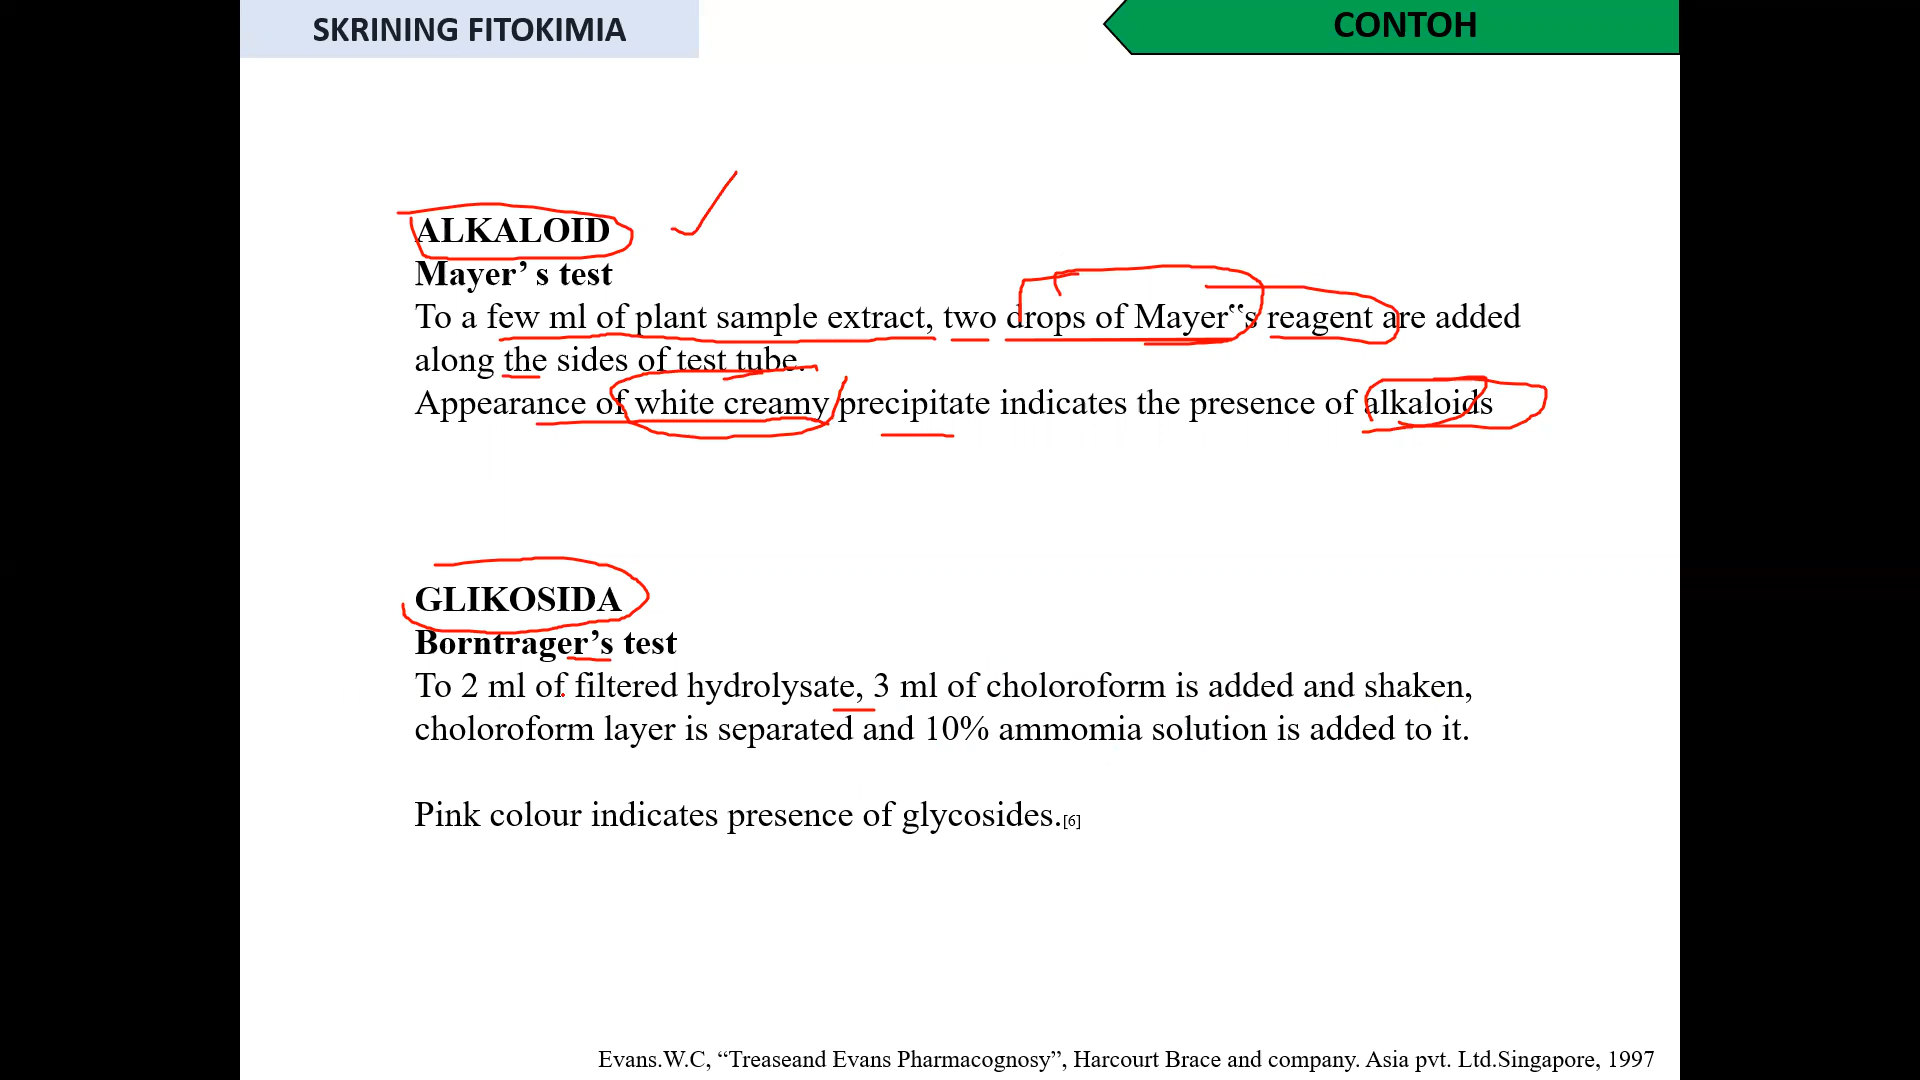 SKRINING FITOKIMIA
CONTOH
ALKALOID
Mayer’ s test
To a few ml of plant sample extract, two drops of Mayer‟s reagent are added
along the sides of test tube.
Appearance of white creamy precipitate indicates the presence of alkaloids
GLIKOSIDA
Borntrager’s test
To 2 ml of filtered hydrolysate, 3 ml of choloroform is added and shaken,
choloroform layer is separated and 10% ammomia solution is added to it.
Pink colour indicates presence of glycosides.[6]
Evans.W.C, “Treaseand Evans Pharmacognosy”, Harcourt Brace and company. Asia pvt. Ltd.Singapore, 1997